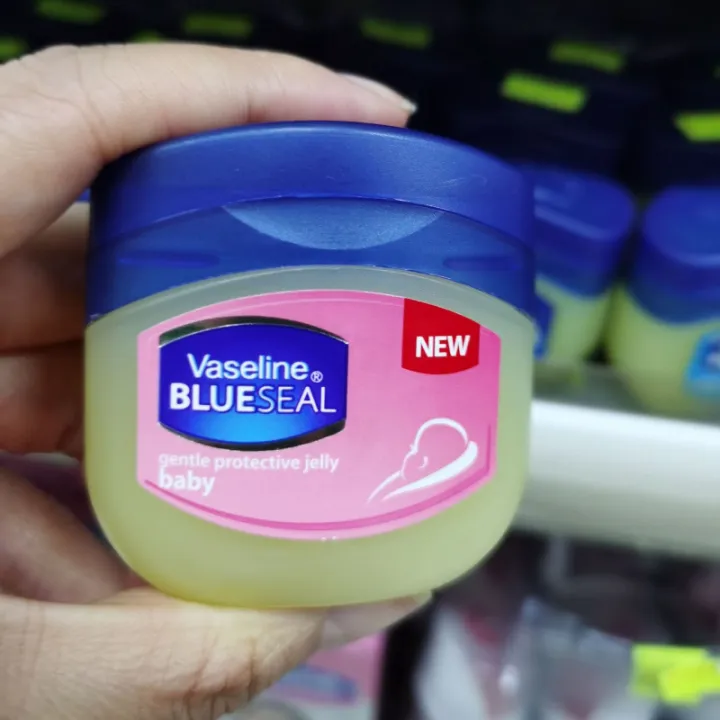 NEW
Vaseline®
BLUESEAL
gentle protective jelly
baby